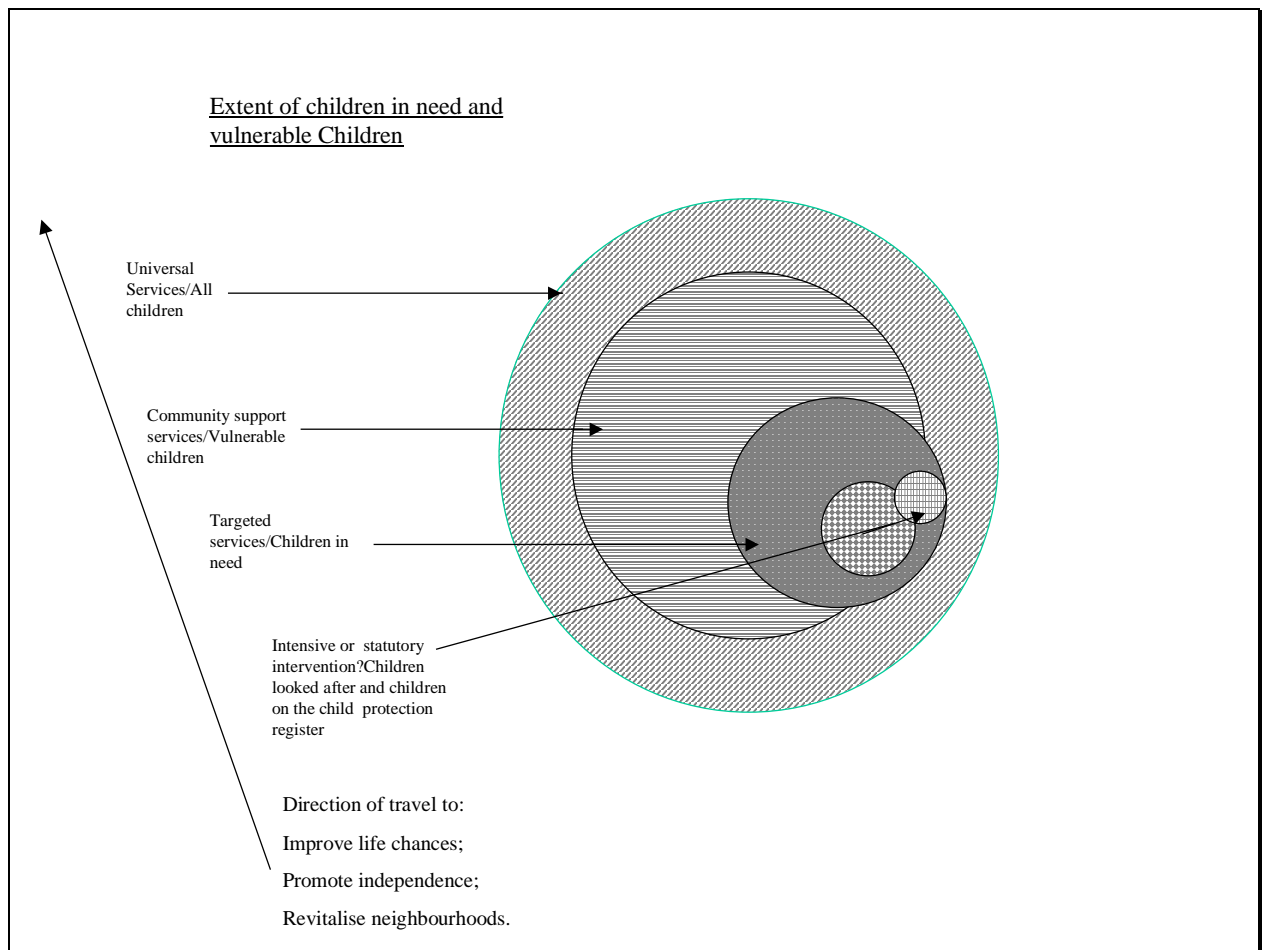 Extent of children in need and
vulnerable Children
Universal
Services/All
children
Community support
services/Vulnerable
children
Targeted
services/Children in
need
Intensive or statutory
intervention?Children
looked after and children
on the child protection
register
Direction of travel to:
Improve life chances;
Promote independence;
Revitalise neighbourhoods.